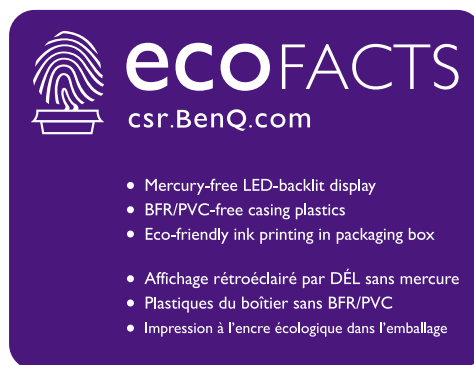 ecoFACTS
csr.BenQ.com
• Mercury-free LED-backlit display
• BFR/PVC-free casing plastics
• Eco-friendly ink printing in packaging box
• Affichage rétroéclairé par DÉL sans mercure
• Plastiques du boîtier sans BFR/PVC
• Impression à l'encre écologique dans l'emballage